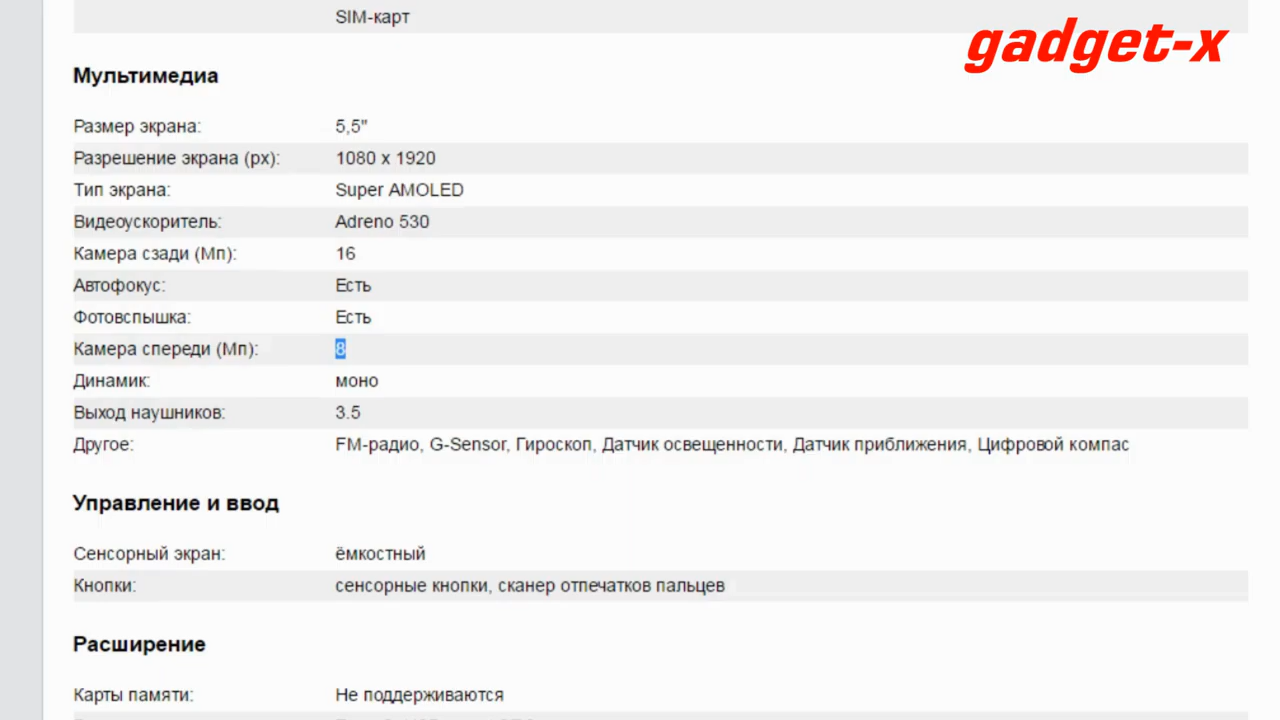 SIM-карт
gadget-x
Мультимедиа
Размер экрана: 5,5"
Разрешение экрана (px): 1080 x 1920
Тип экрана: Super AMOLED
Видеоускоритель: Adreno 530
Камера сзади (Мп): 16
Автофокус: Есть
Фотовспышка: Есть
Камера спереди (Мп): 8
Динамик: моно
Выход наушников: 3.5
Другое: FM-радио, G-Sensor, Гироскоп, Датчик освещенности, Датчик приближения, Цифровой компас
Управление и ввод
Сенсорный экран: ёмкостный
Кнопки: сенсорные кнопки, сканер отпечатков пальцев
Расширение
Карты памяти: Не поддерживаются